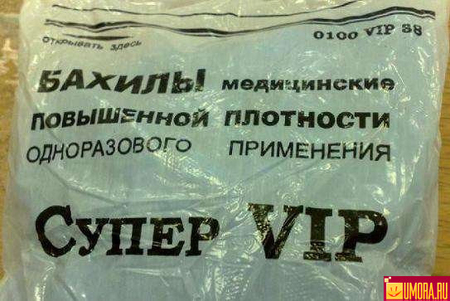 открывать здесь
0100 VIP 38
БАХИЛЫ медицинские
ПОВЫШЕННОЙ ПЛОТНОСТИ
ОДНОРАЗОВОГО ПРИМЕНЕНИЯ
СУПЕР VIP
UMORA.RU